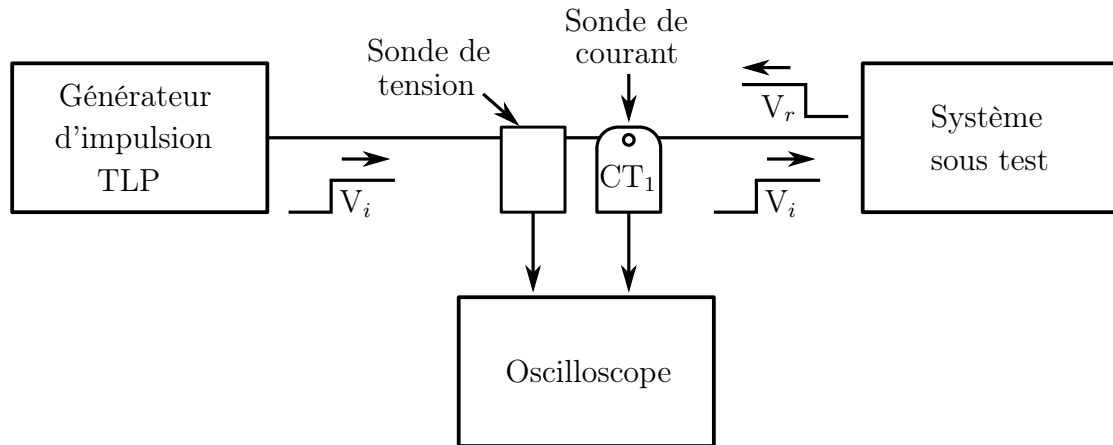 Générateur
d'impulsion
TLP
Sonde de
tension
Sonde de
courant
V_i
CT_1
V_r
V_i
Système
sous test
Oscilloscope